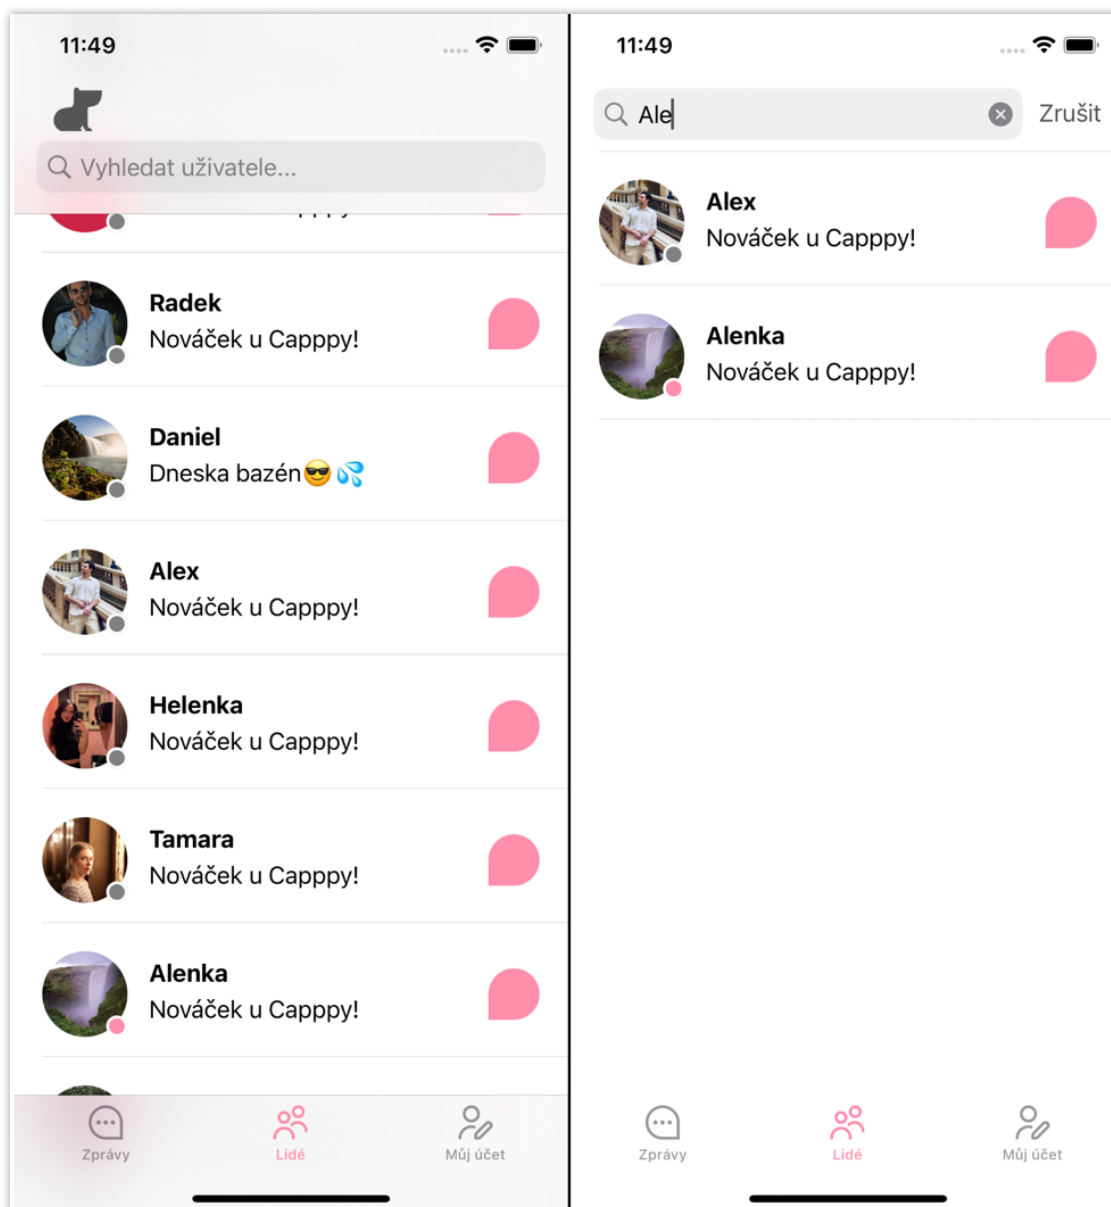 11:49
Vyhledat uživatele...
Radek
Nováček u Capppy!
Daniel
Dneska bazén😎💦
Alex
Nováček u Capppy!
Helenka
Nováček u Capppy!
Tamara
Nováček u Capppy!
Alenka
Nováček u Capppy!
Zprávy
Lidé
Můj účet
11:49
Ale
Zrušit
Alex
Nováček u Capppy!
Alenka
Nováček u Capppy!
Zprávy
Lidé
Můj účet